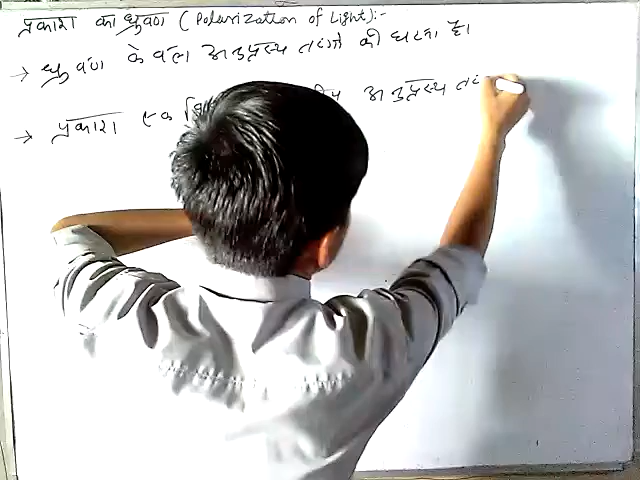 प्रकाश का ध्रुवण (Polarization of Light):-
→ ध्रुवण केवल अनुप्रस्थ तरंगो की घटना है।
→ प्रकाश एक अनुप्रस्थ